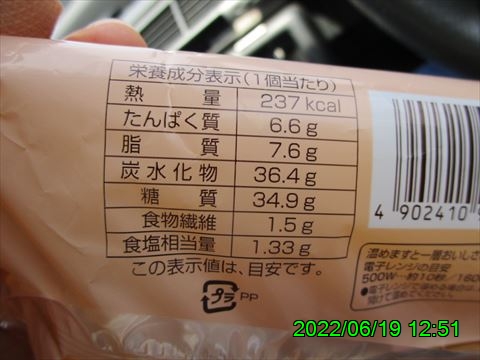 栄養成分表示(1個当たり)
熱量 237 kcal
たんぱく質 6.6 g
脂質 7.6 g
炭水化物 36.4 g
糖質 34.9 g
食物繊維 1.5 g
食塩相当量 1.33 g
この表示値は、目安です。
プラ PP
4 902410
温めますと一層おいしさ
電子レンジの目安
500W
2022/06/19 12:51